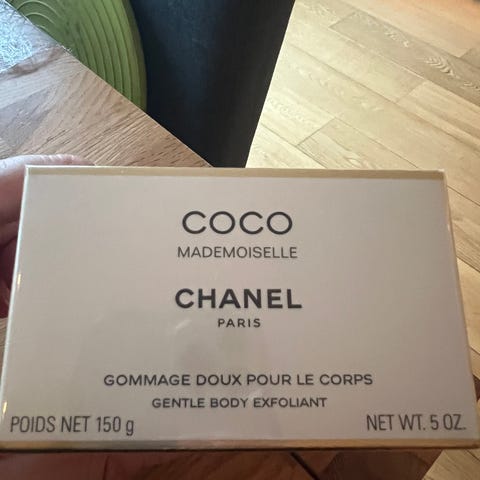 COCO
MADEMOISELLE
CHANEL
PARIS
GOMMAGE DOUX POUR LE CORPS
GENTLE BODY EXFOLIANT
POIDS NET 150 g NET WT. 5 OZ.